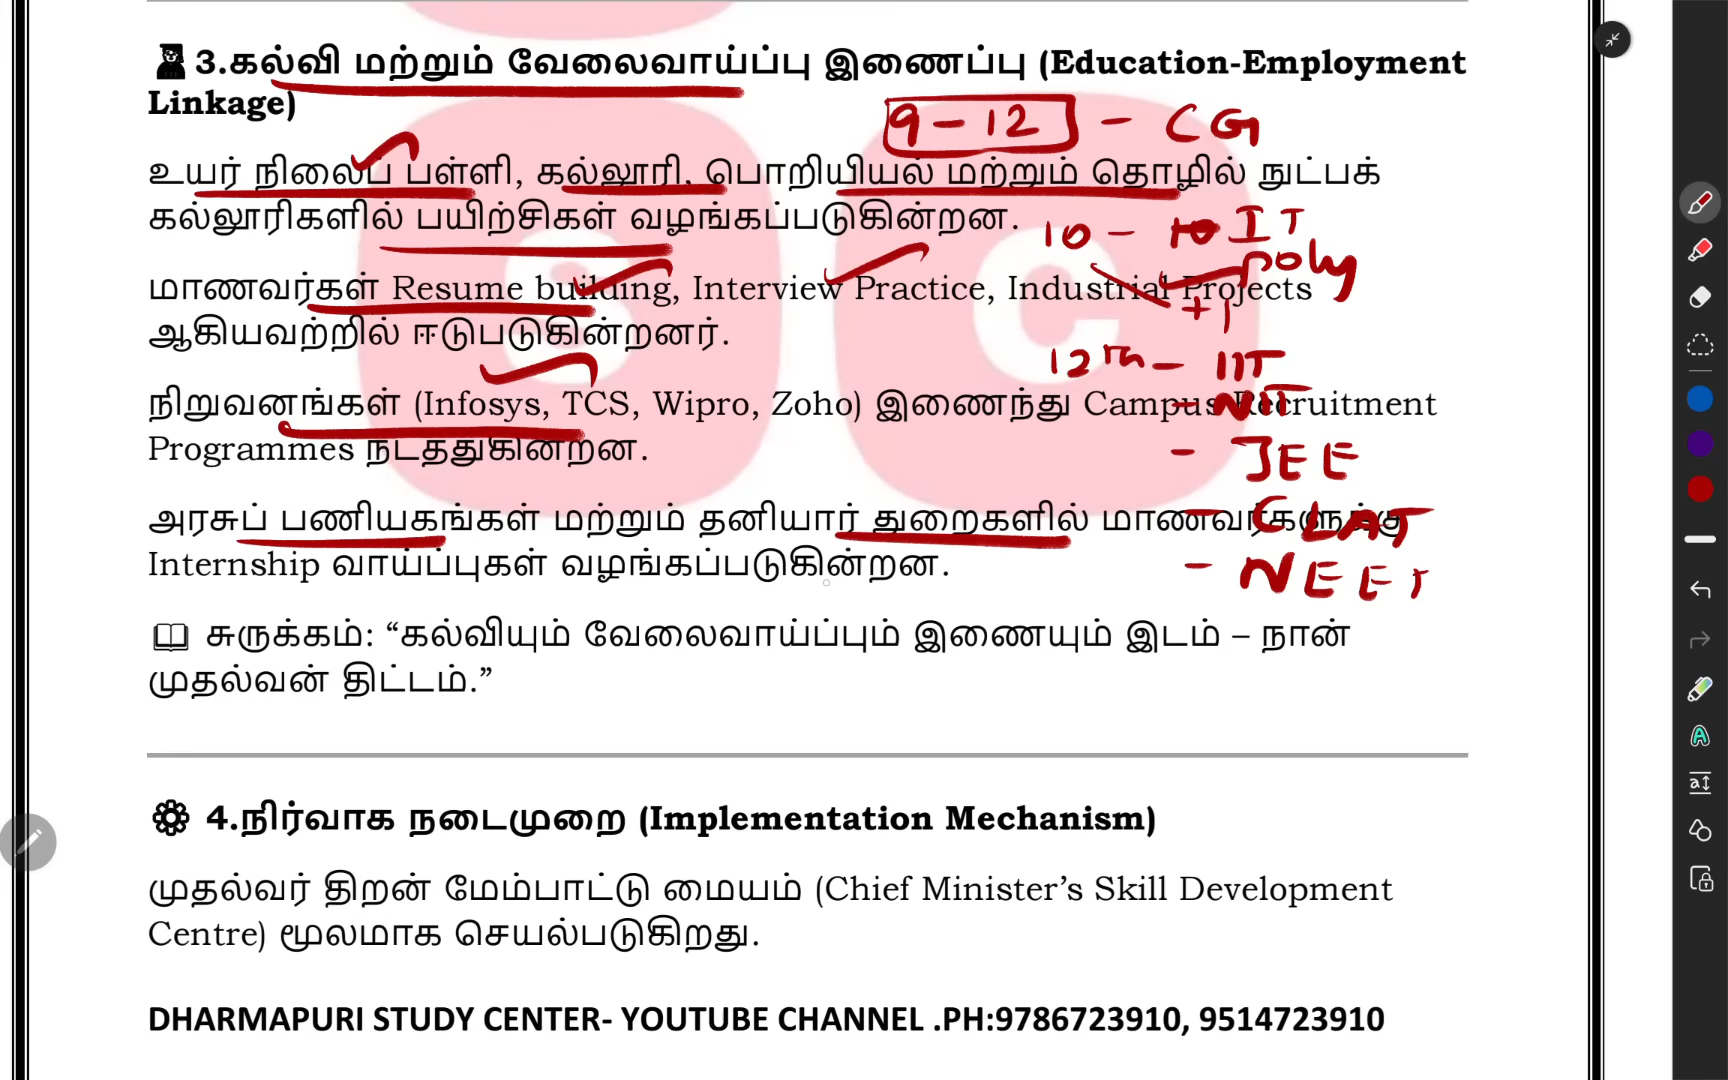 3.கல்வி மற்றும் வேலைவாய்ப்பு இணைப்பு (Education-Employment
Linkage)
9 - 12 - CG
உயர் நிலைப் பள்ளி, கல்லூரி, பொறியியல் மற்றும் தொழில் நுட்பக்
கல்லூரிகளில் பயிற்சிகள் வழங்கப்படுகின்றன.
10 - IT
poly
மாணவர்கள் Resume building, Interview Practice, Industrial Projects
+1
ஆகியவற்றில் ஈடுபடுகின்றனர்.
12th - IIT
நிறுவனங்கள் (Infosys, TCS, Wipro, Zoho) இணைந்து Campus Recruitment
- NIT
Programmes நடத்துகின்றன.
- JEE
அரசுப் பணியகங்கள் மற்றும் தனியார் துறைகளில் மாணவர்களுக்கு
- CLAT
Internship வாய்ப்புகள் வழங்கப்படுகின்றன.
- NEET
சுருக்கம்: “கல்வியும் வேலைவாய்ப்பும் இணையும் இடம் – நான்
முதல்வன் திட்டம்.”
4.நிர்வாக நடைமுறை (Implementation Mechanism)
முதல்வர் திறன் மேம்பாட்டு மையம் (Chief Minister’s Skill Development
Centre) மூலமாக செயல்படுகிறது.
DHARMAPURI STUDY CENTER- YOUTUBE CHANNEL .PH:9786723910, 9514723910